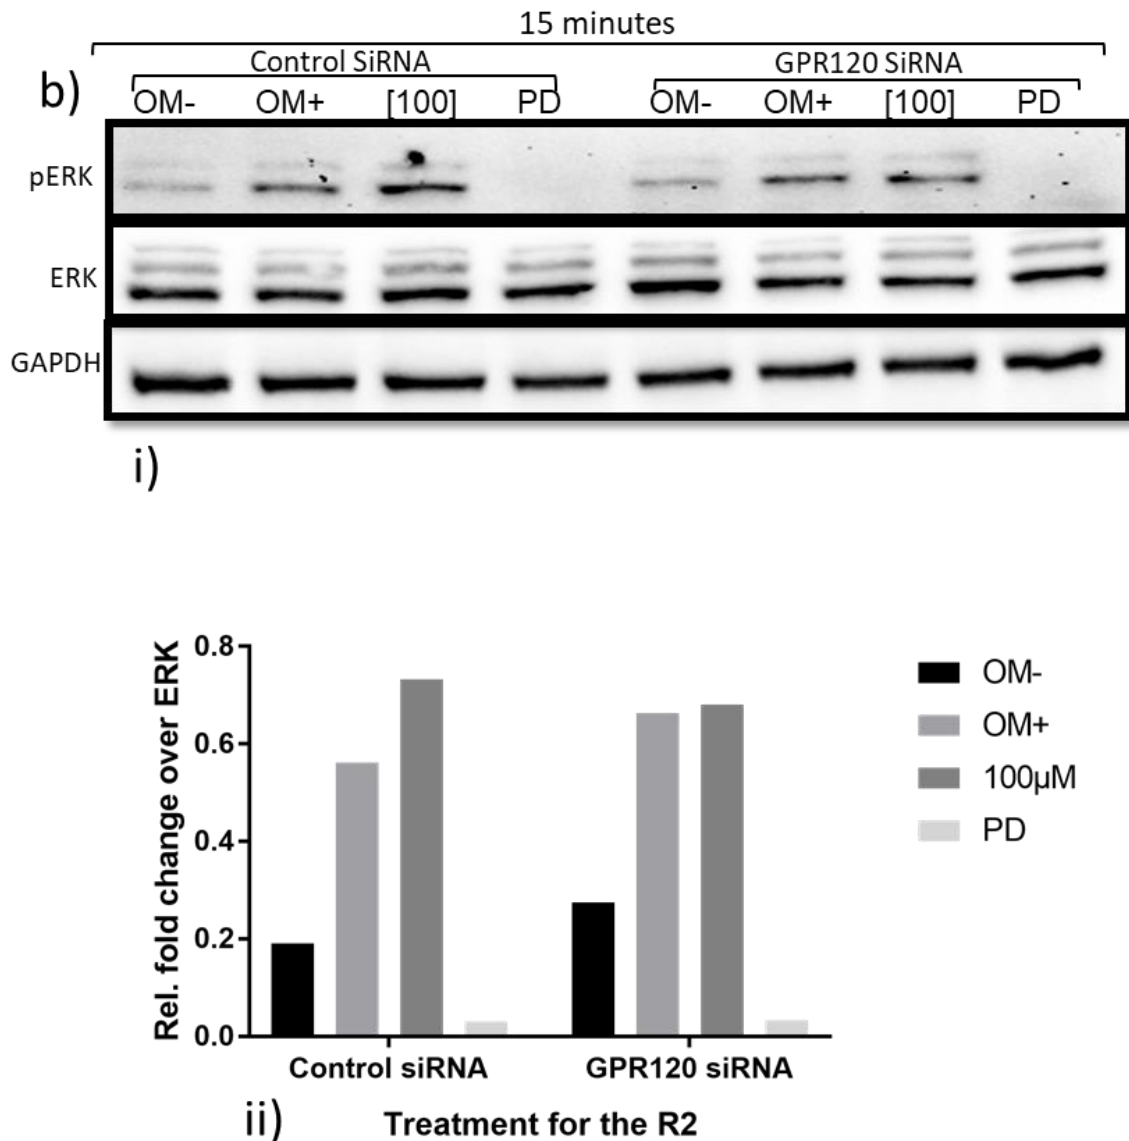 15 minutes
b)
Control SiRNA GPR120 SiRNA
OM- OM+ [100] PD OM- OM+ [100] PD
pERK
ERK
GAPDH
i)
Rel. fold change over ERK
0.8
0.6
0.4
0.2
0.0
Control siRNA GPR120 siRNA
OM-
OM+
100µM
PD
ii)
Treatment for the R2